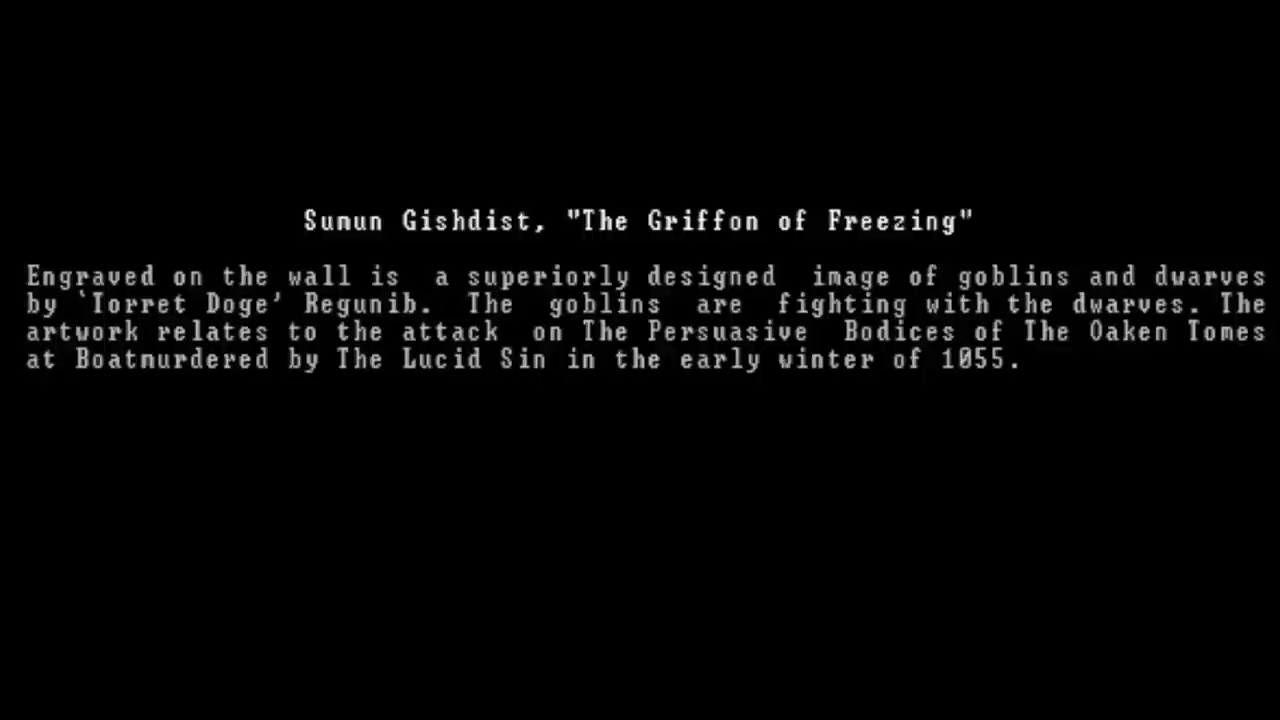 Sumun Gishdist, "The Griffon of Freezing"
Engraved on the wall is  a superiorly designed  image of goblins and dwarves
by `Torret Doge' Regunib.  The  goblins  are  fighting with the dwarves. The
artwork relates to the attack  on The Persuasive  Bodices of The Oaken Tomes
at Boatmurdered by The Lucid Sin in the early winter of 1055.